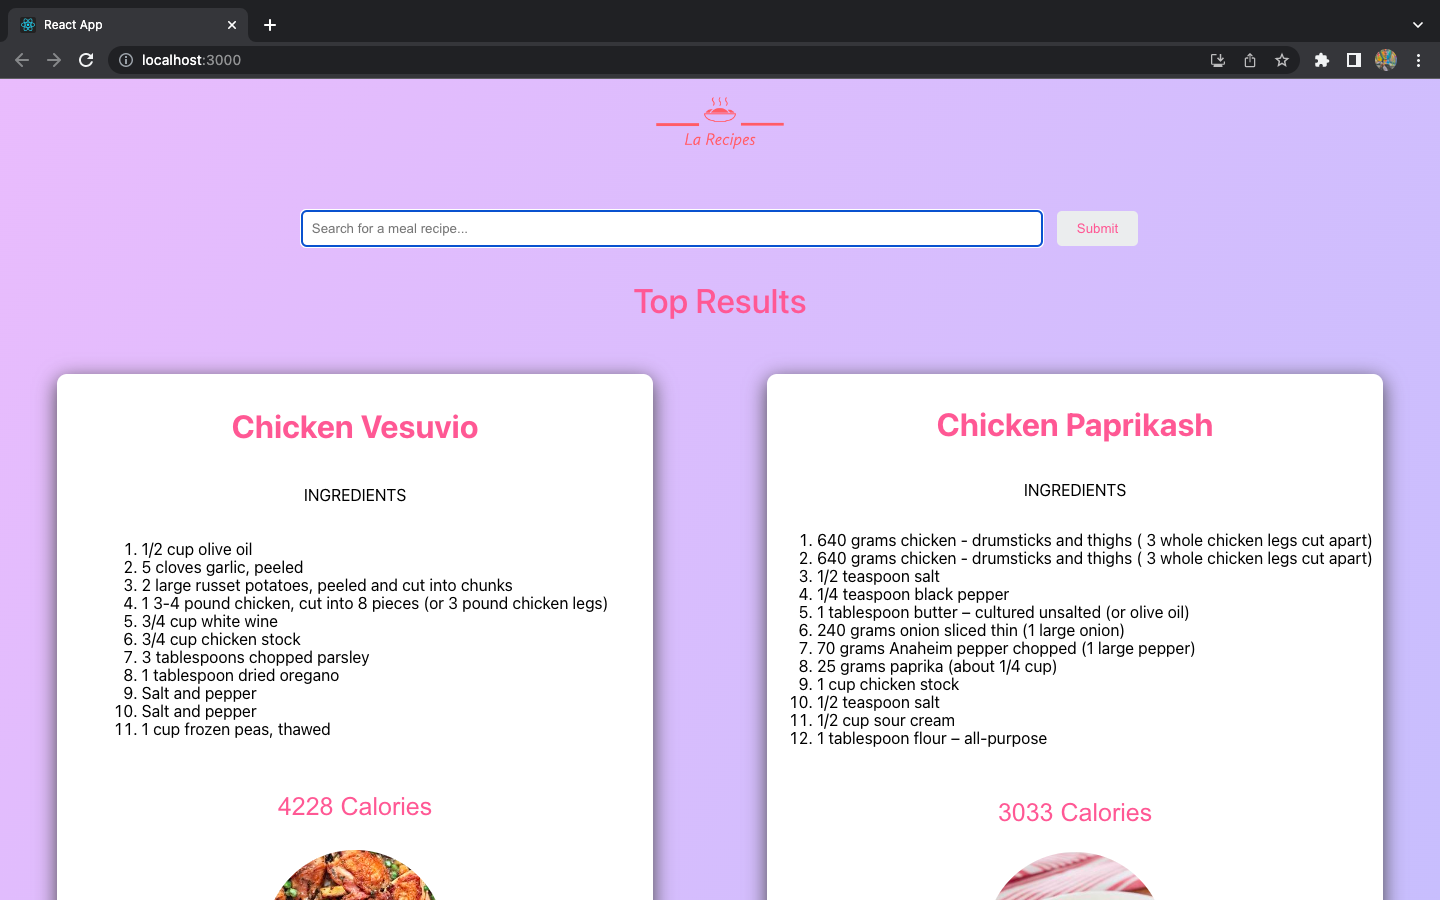 React App
localhost:3000
La Recipes
Search for a meal recipe...
Submit
Top Results
Chicken Vesuvio
INGREDIENTS
1. 1/2 cup olive oil
2. 5 cloves garlic, peeled
3. 2 large russet potatoes, peeled and cut into chunks
4. 1 3-4 pound chicken, cut into 8 pieces (or 3 pound chicken legs)
5. 3/4 cup white wine
6. 3/4 cup chicken stock
7. 3 tablespoons chopped parsley
8. 1 tablespoon dried oregano
9. Salt and pepper
10. Salt and pepper
11. 1 cup frozen peas, thawed
4228 Calories
Chicken Paprikash
INGREDIENTS
1. 640 grams chicken - drumsticks and thighs ( 3 whole chicken legs cut apart)
2. 640 grams chicken - drumsticks and thighs ( 3 whole chicken legs cut apart)
3. 1/2 teaspoon salt
4. 1/4 teaspoon black pepper
5. 1 tablespoon butter – cultured unsalted (or olive oil)
6. 240 grams onion sliced thin (1 large onion)
7. 70 grams Anaheim pepper chopped (1 large pepper)
8. 25 grams paprika (about 1/4 cup)
9. 1 cup chicken stock
10. 1/2 teaspoon salt
11. 1/2 cup sour cream
12. 1 tablespoon flour – all-purpose
3033 Calories